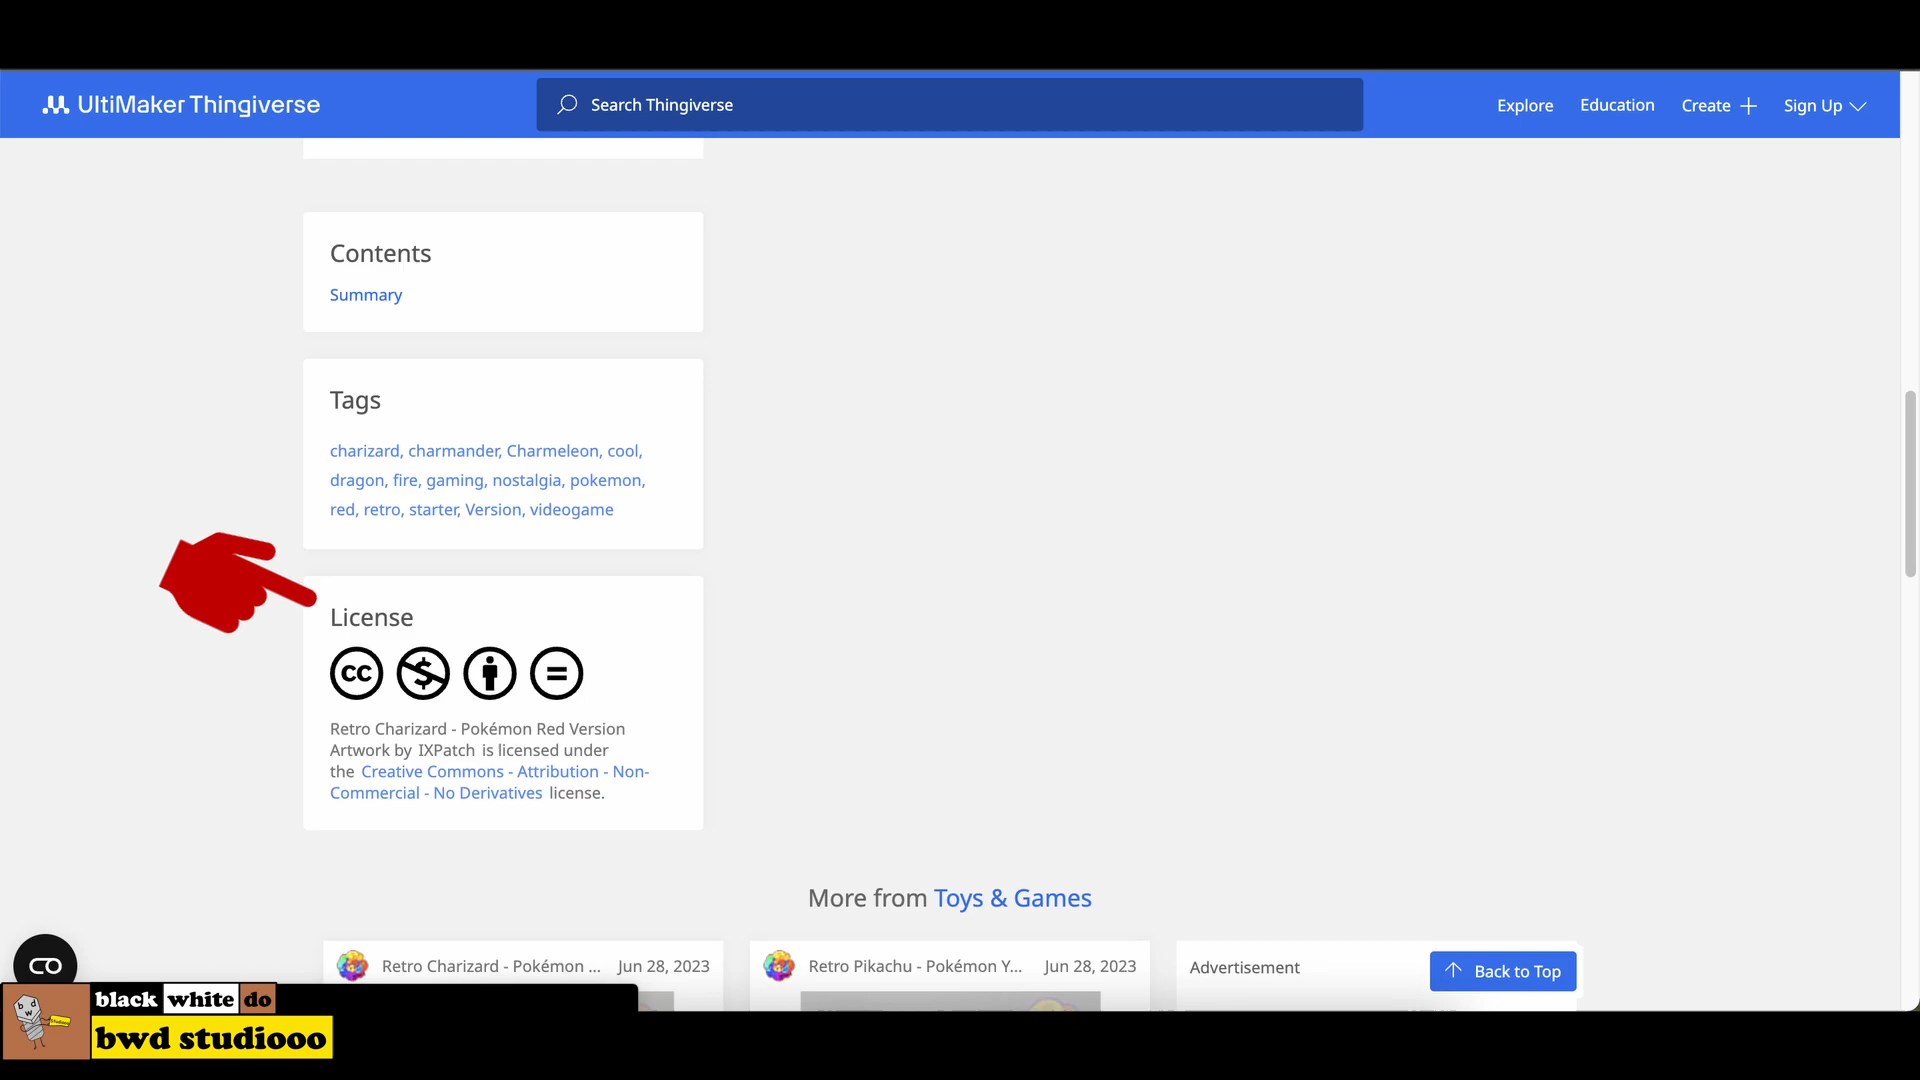 UltiMaker Thingiverse
Search Thingiverse
Explore
Education
Create
Sign Up
Contents
Summary
Tags
charizard, charmander, Charmeleon, cool,
dragon, fire, gaming, nostalgia, pokemon,
red, retro, starter, Version, videogame
License
cc
Retro Charizard - Pokémon Red Version
Artwork by IXPatch is licensed under
the Creative Commons - Attribution - Non-
Commercial - No Derivatives license.
More from Toys & Games
Retro Charizard - Pokémon ...
Jun 28, 2023
Retro Pikachu - Pokémon Y...
Jun 28, 2023
Advertisement
Back to Top
black white do
bwd studiooo